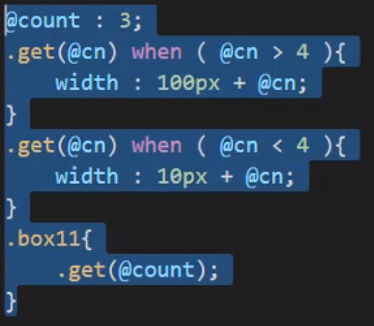 @count : 3;
.get(@cn) when ( @cn > 4 ){
    width : 100px + @cn;
}
.get(@cn) when ( @cn < 4 ){
    width : 10px + @cn;
}
.box11{
    .get(@count);
}